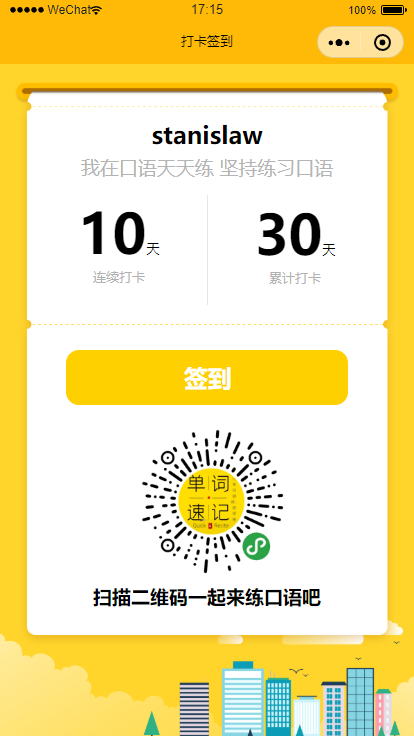 WeChat 17:15 100%
打卡签到
stanislaw
我在口语天天练 坚持练习口语
10天 30天
连续打卡 累计打卡
签到
单词
速记
扫描二维码一起来练口语吧